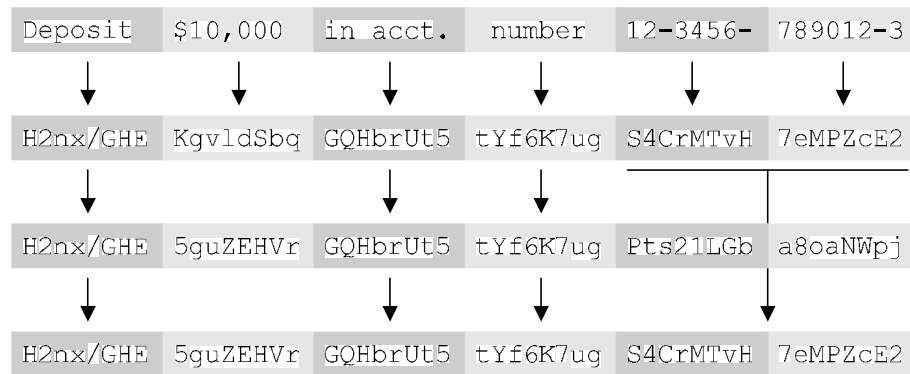 Deposit $10,000 in acct. number 12-3456- 789012-3
H2nx/GHE KgvldSbq GQHbrUt5 tYf6K7ug S4CrMTvH 7eMPZcE2
H2nx/GHE 5guZEHVr GQHbrUt5 tYf6K7ug Pts21LGb a8oaNWpj
H2nx/GHE 5guZEHVr GQHbrUt5 tYf6K7ug S4CrMTvH 7eMPZcE2